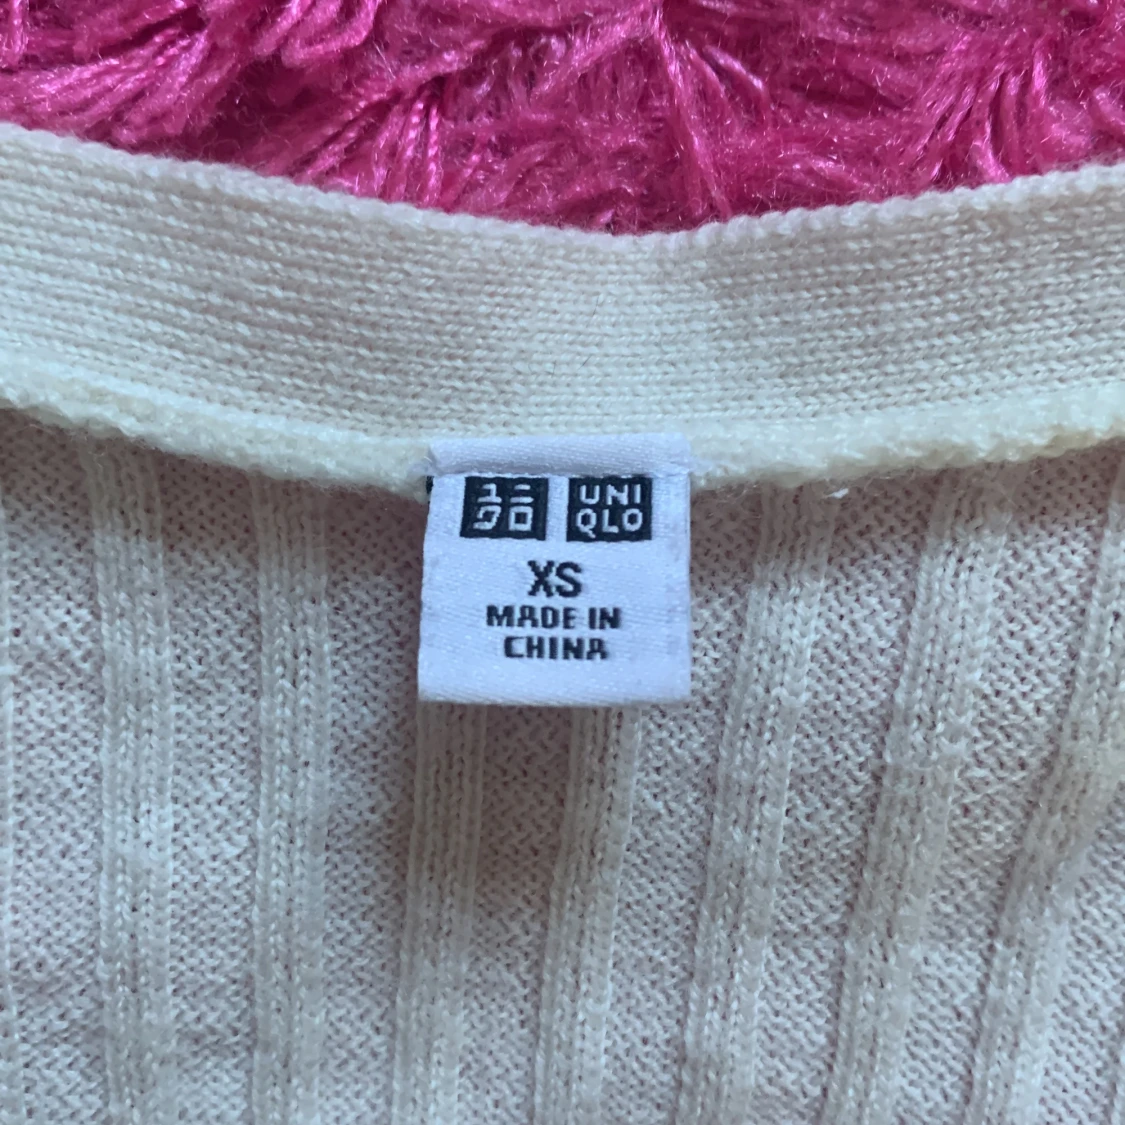 ユニ UNI
クロ QLO
XS
MADE IN
CHINA